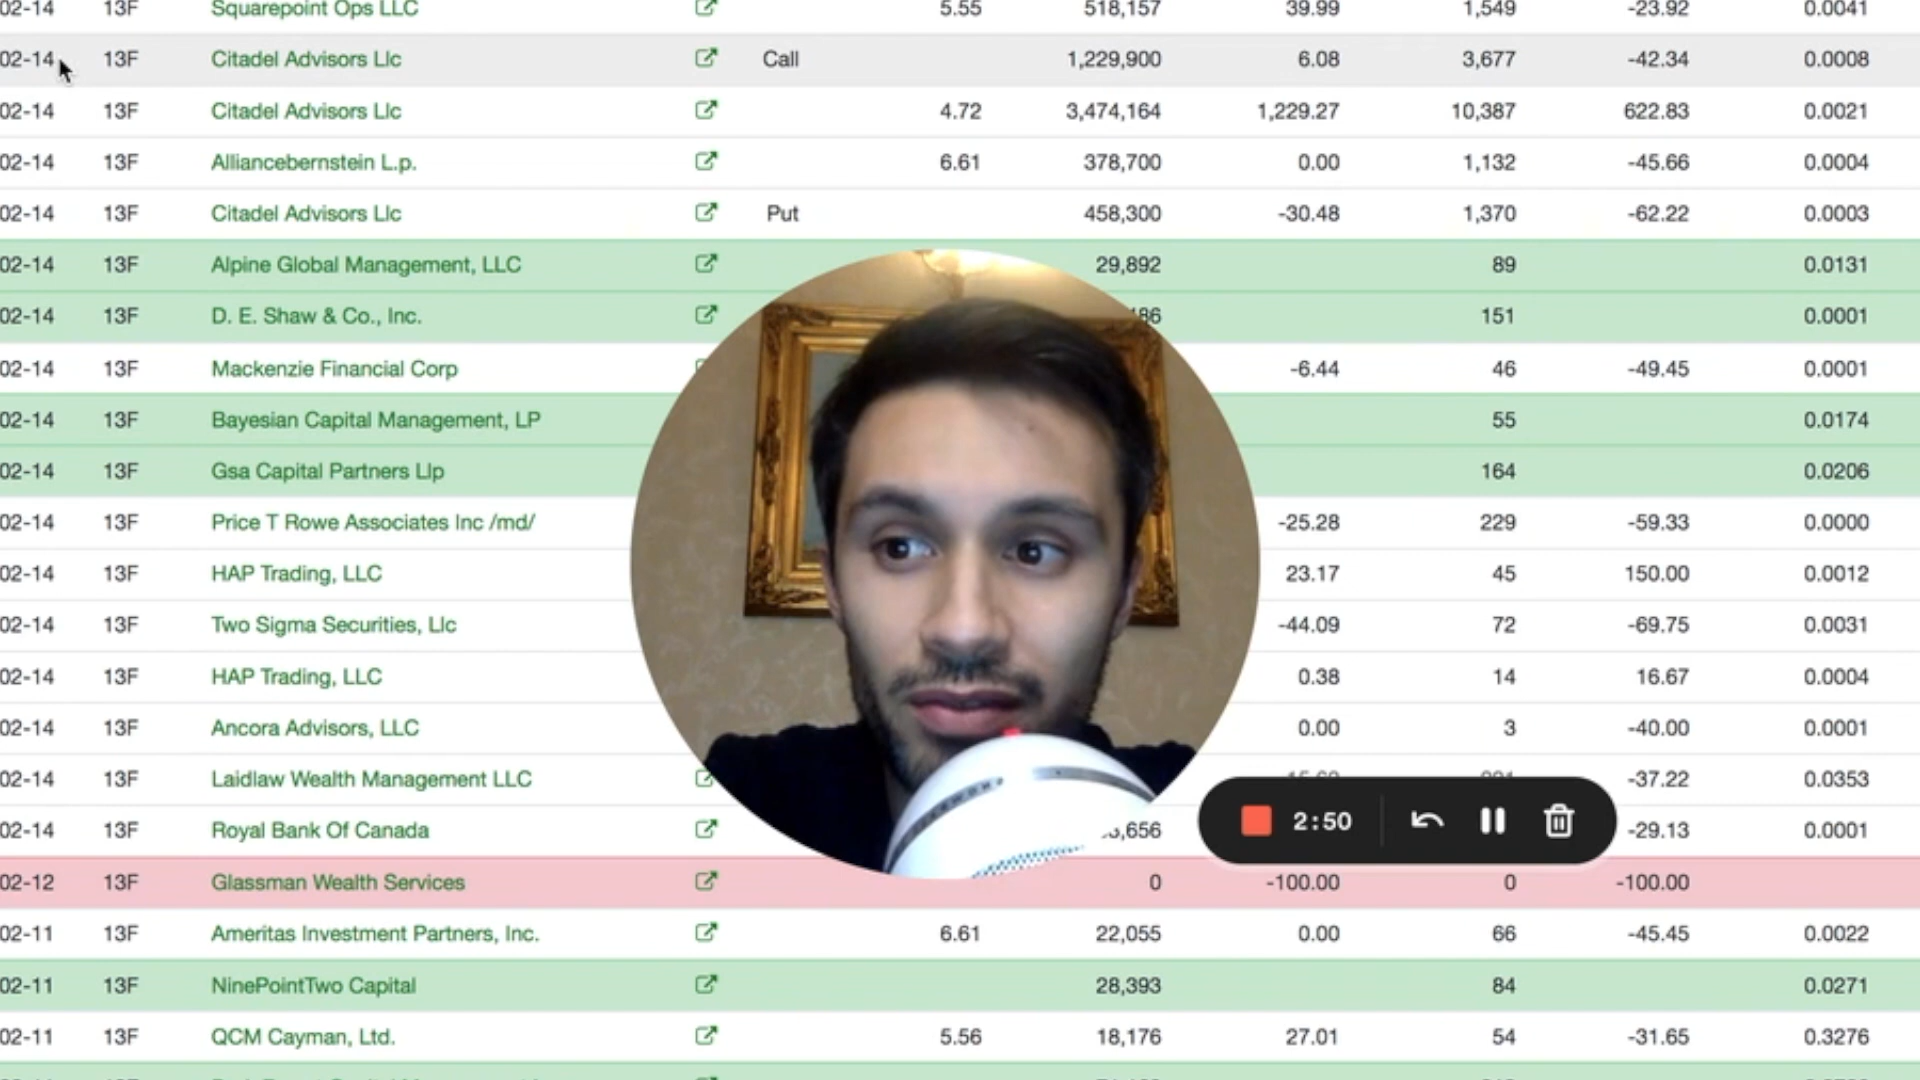 02-14 13F Squarepoint Ops LLC 5.55 518,157 39.99 1,549 -23.92 0.0041
02-14 13F Citadel Advisors Llc Call 1,229,900 6.08 3,677 -42.34 0.0008
02-14 13F Citadel Advisors Llc 4.72 3,474,164 1,229.27 10,387 622.83 0.0021
02-14 13F Alliancebernstein L.p. 6.61 378,700 0.00 1,132 -45.66 0.0004
02-14 13F Citadel Advisors Llc Put 458,300 -30.48 1,370 -62.22 0.0003
02-14 13F Alpine Global Management, LLC 29,892 89 0.0131
02-14 13F D. E. Shaw & Co., Inc. 151 0.0001
02-14 13F Mackenzie Financial Corp -6.44 46 -49.45 0.0001
02-14 13F Bayesian Capital Management, LP 55 0.0174
02-14 13F Gsa Capital Partners Llp 164 0.0206
02-14 13F Price T Rowe Associates Inc /md/ -25.28 229 -59.33 0.0000
02-14 13F HAP Trading, LLC 23.17 45 150.00 0.0012
02-14 13F Two Sigma Securities, Llc -44.09 72 -69.75 0.0031
02-14 13F HAP Trading, LLC 0.38 14 16.67 0.0004
02-14 13F Ancora Advisors, LLC 0.00 3 -40.00 0.0001
02-14 13F Laidlaw Wealth Management LLC -37.22 0.0353
02-14 13F Royal Bank Of Canada 2:50 -29.13 0.0001
02-12 13F Glassman Wealth Services 0 -100.00 0 -100.00
02-11 13F Ameritas Investment Partners, Inc. 6.61 22,055 0.00 66 -45.45 0.0022
02-11 13F NinePointTwo Capital 28,393 84 0.0271
02-11 13F QCM Cayman, Ltd. 5.56 18,176 27.01 54 -31.65 0.3276